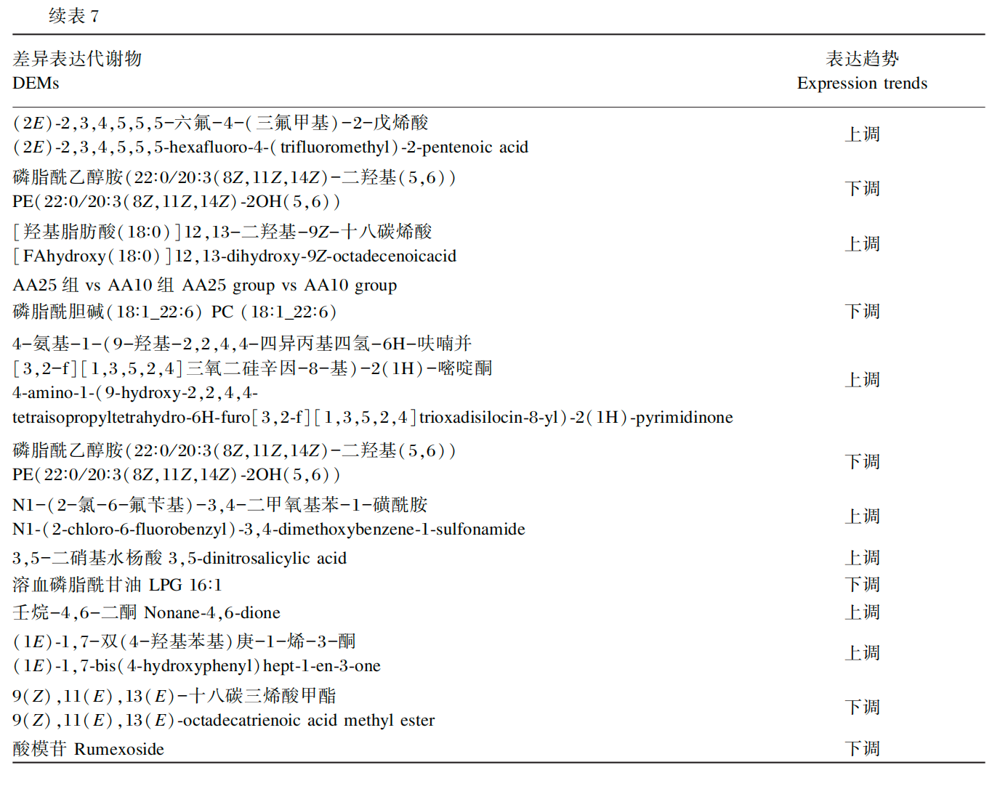 续表 7
差异表达代谢物 表达趋势
DEMs Expression trends
(2E)-2,3,4,5,5,5-六氟-4-(三氟甲基)-2-戊烯酸
(2E)-2,3,4,5,5,5-hexafluoro-4-(trifluoromethyl)-2-pentenoic acid 上调
磷脂酰乙醇胺(22:0/20:3(8Z,11Z,14Z)-二羟基(5,6))
PE(22:0/20:3(8Z,11Z,14Z)-2OH(5,6)) 下调
[羟基脂肪酸(18:0)]12,13-二羟基-9Z-十八碳烯酸
[FAhydroxy(18:0)]12,13-dihydroxy-9Z-octadecenoicacid 上调
AA25 组 vs AA10 组 AA25 group vs AA10 group
磷脂酰胆碱(18:1_22:6) PC (18:1_22:6) 下调
4-氨基-1-(9-羟基-2,2,4,4-四异丙基四氢-6H-呋喃并
[3,2-f][1,3,5,2,4]三氧二硅辛因-8-基)-2(1H)-嘧啶酮
4-amino-1-(9-hydroxy-2,2,4,4-
tetraisopropyltetrahydro-6H-furo[3,2-f][1,3,5,2,4]trioxadisilocin-8-yl)-2(1H)-pyrimidinone 上调
磷脂酰乙醇胺(22:0/20:3(8Z,11Z,14Z)-二羟基(5,6))
PE(22:0/20:3(8Z,11Z,14Z)-2OH(5,6)) 下调
N1-(2-氯-6-氟苄基)-3,4-二甲氧基苯-1-磺酰胺
N1-(2-chloro-6-fluorobenzyl)-3,4-dimethoxybenzene-1-sulfonamide 上调
3,5-二硝基水杨酸 3,5-dinitrosalicylic acid 上调
溶血磷脂酰甘油 LPG 16:1 下调
壬烷-4,6-二酮 Nonane-4,6-dione 上调
(1E)-1,7-双(4-羟基苯基)庚-1-烯-3-酮
(1E)-1,7-bis(4-hydroxyphenyl)hept-1-en-3-one 上调
9(Z),11(E),13(E)-十八碳三烯酸甲酯
9(Z),11(E),13(E)-octadecatrienoic acid methyl ester 下调
酸模苷 Rumexoside 下调